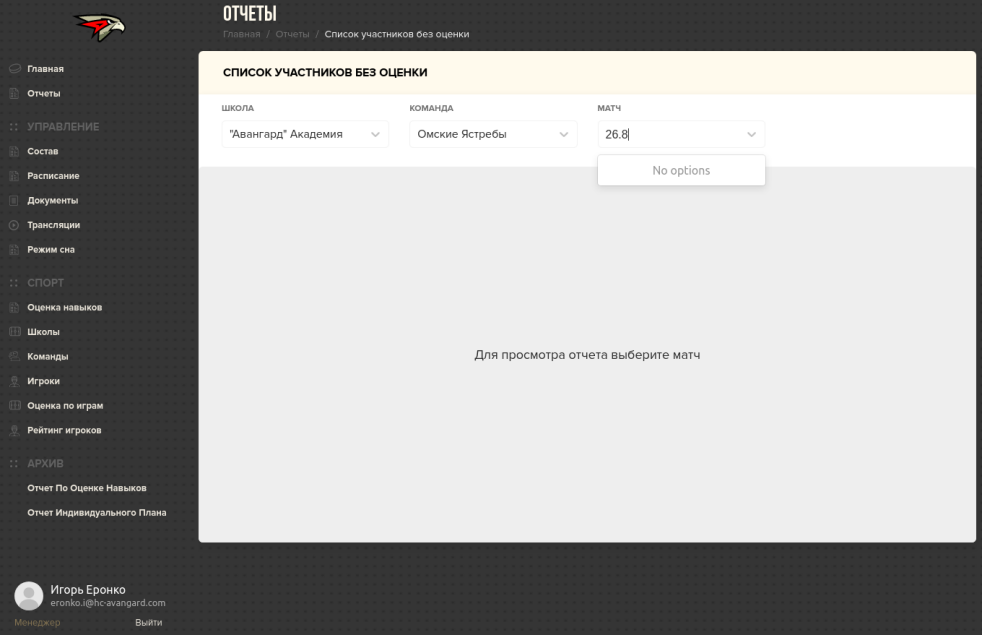 ОТЧЕТЫ
Главная / Отчеты / Список участников без оценки
Главная
Отчеты
УПРАВЛЕНИЕ
Состав
Расписание
Документы
Трансляции
Режим сна
СПОРТ
Оценка навыков
Школы
Команды
Игроки
Оценка по играм
Рейтинг игроков
АРХИВ
Отчет По Оценке Навыков
Отчет Индивидуального Плана
Игорь Еронко
eronko.i@hc-avangard.com
Менеджер Выйти
СПИСОК УЧАСТНИКОВ БЕЗ ОЦЕНКИ
ШКОЛА КОМАНДА МАТЧ
"Авангард" Академия Омские Ястребы 26.8
No options
Для просмотра отчета выберите матч